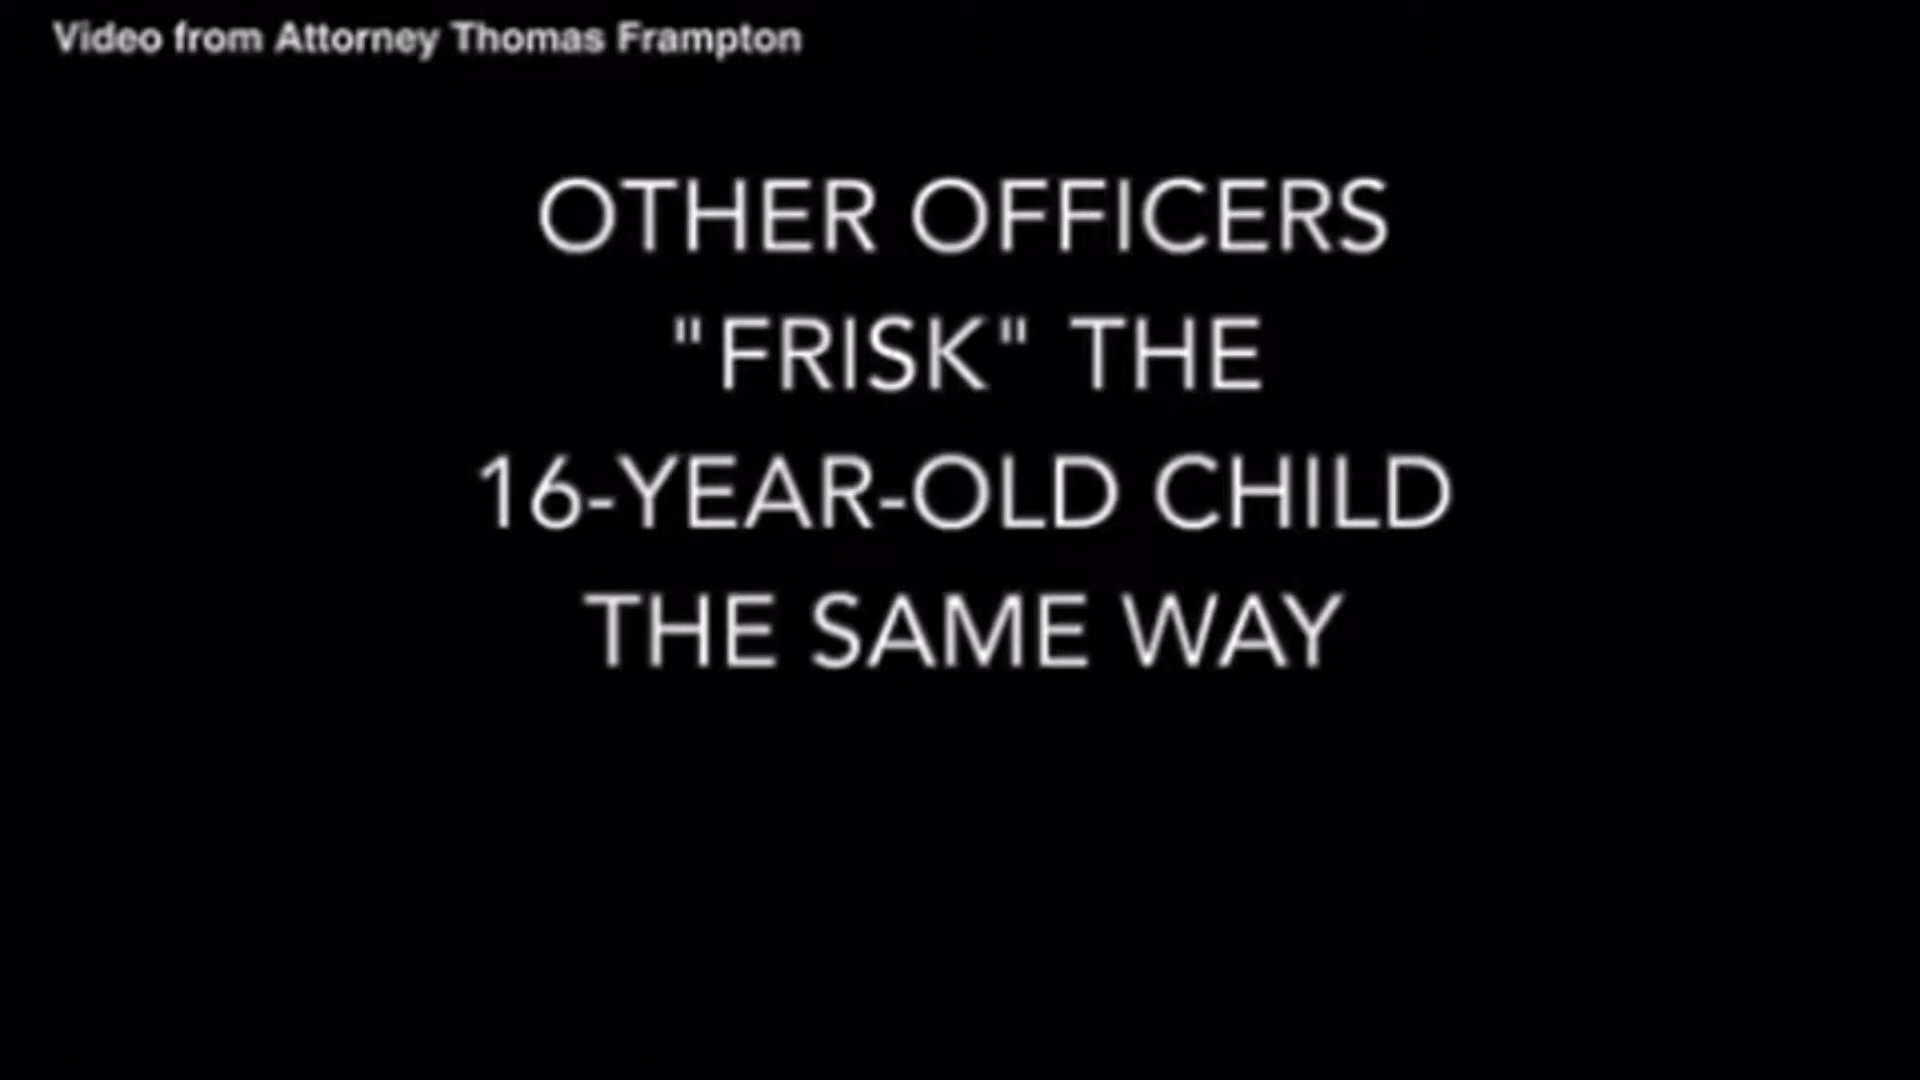 Video from Attorney Thomas Frampton
OTHER OFFICERS
"FRISK" THE
16-YEAR-OLD CHILD
THE SAME WAY